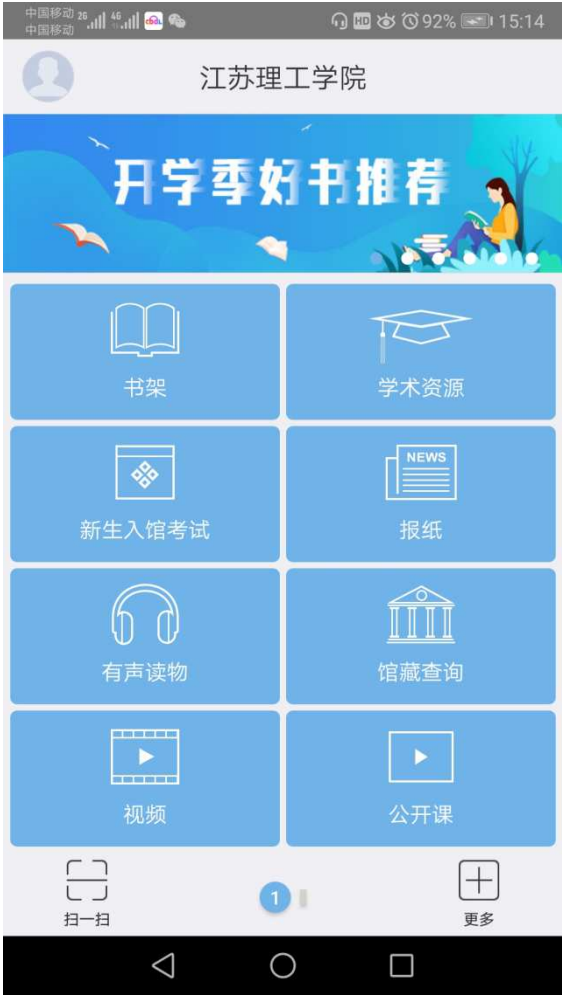 中国移动 2G 4G
中国移动
HD 92% 15:14
江苏理工学院
开学季好书推荐
书架
学术资源
新生入馆考试
NEWS
报纸
有声读物
馆藏查询
视频
公开课
扫一扫
1
更多